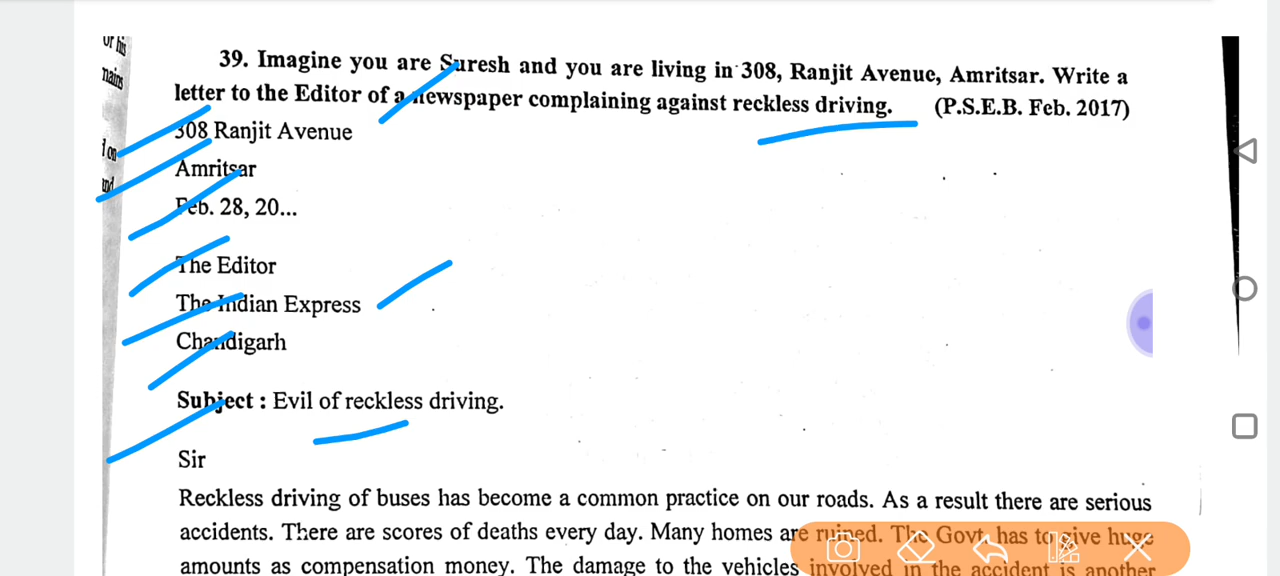 or his
mains
39. Imagine you are Suresh and you are living in 308, Ranjit Avenue, Amritsar. Write a
letter to the Editor of a newspaper complaining against reckless driving. (P.S.E.B. Feb. 2017)
308 Ranjit Avenue
Amritsar
Feb. 28, 20...
The Editor
The Indian Express
Chandigarh
Subject : Evil of reckless driving.
Sir
Reckless driving of buses has become a common practice on our roads. As a result there are serious
accidents. There are scores of deaths every day. Many homes are ruined. The Govt. has to give huge
amounts as compensation money. The damage to the vehicles involved in the accident is another